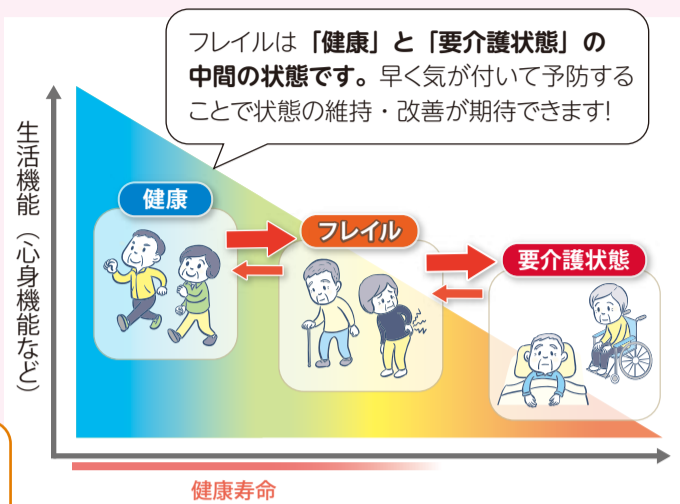 フレイルは「健康」と「要介護状態」の
中間の状態です。早く気が付いて予防する
ことで状態の維持・改善が期待できます!
生活機能（心身機能など）
健康
フレイル
要介護状態
健康寿命